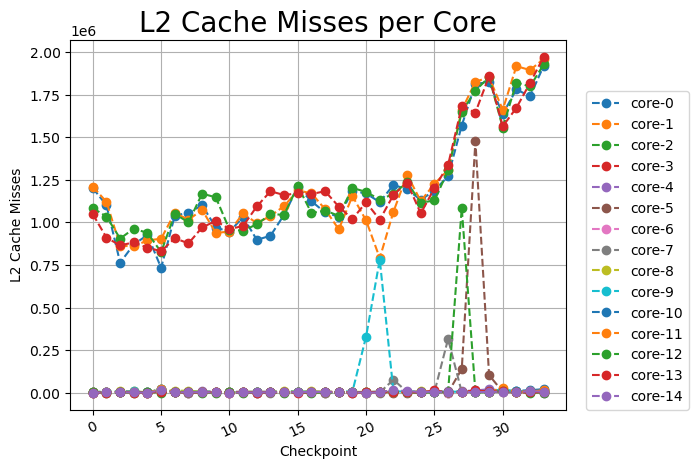 L2 Cache Misses per Core
1e6
2.00
1.75
1.50
1.25
1.00
0.75
0.50
0.25
0.00
L2 Cache Misses
0
5
10
15
20
25
30
Checkpoint
core-0
core-1
core-2
core-3
core-4
core-5
core-6
core-7
core-8
core-9
core-10
core-11
core-12
core-13
core-14